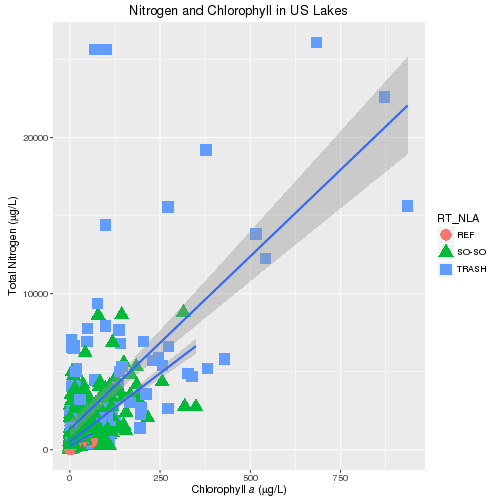 Nitrogen and Chlorophyll in US Lakes
Total Nitrogen (μg/L)
20000
10000
0
0
250
500
750
Chlorophyll a (μg/L)
RT_NLA
REF
SO-SO
TRASH